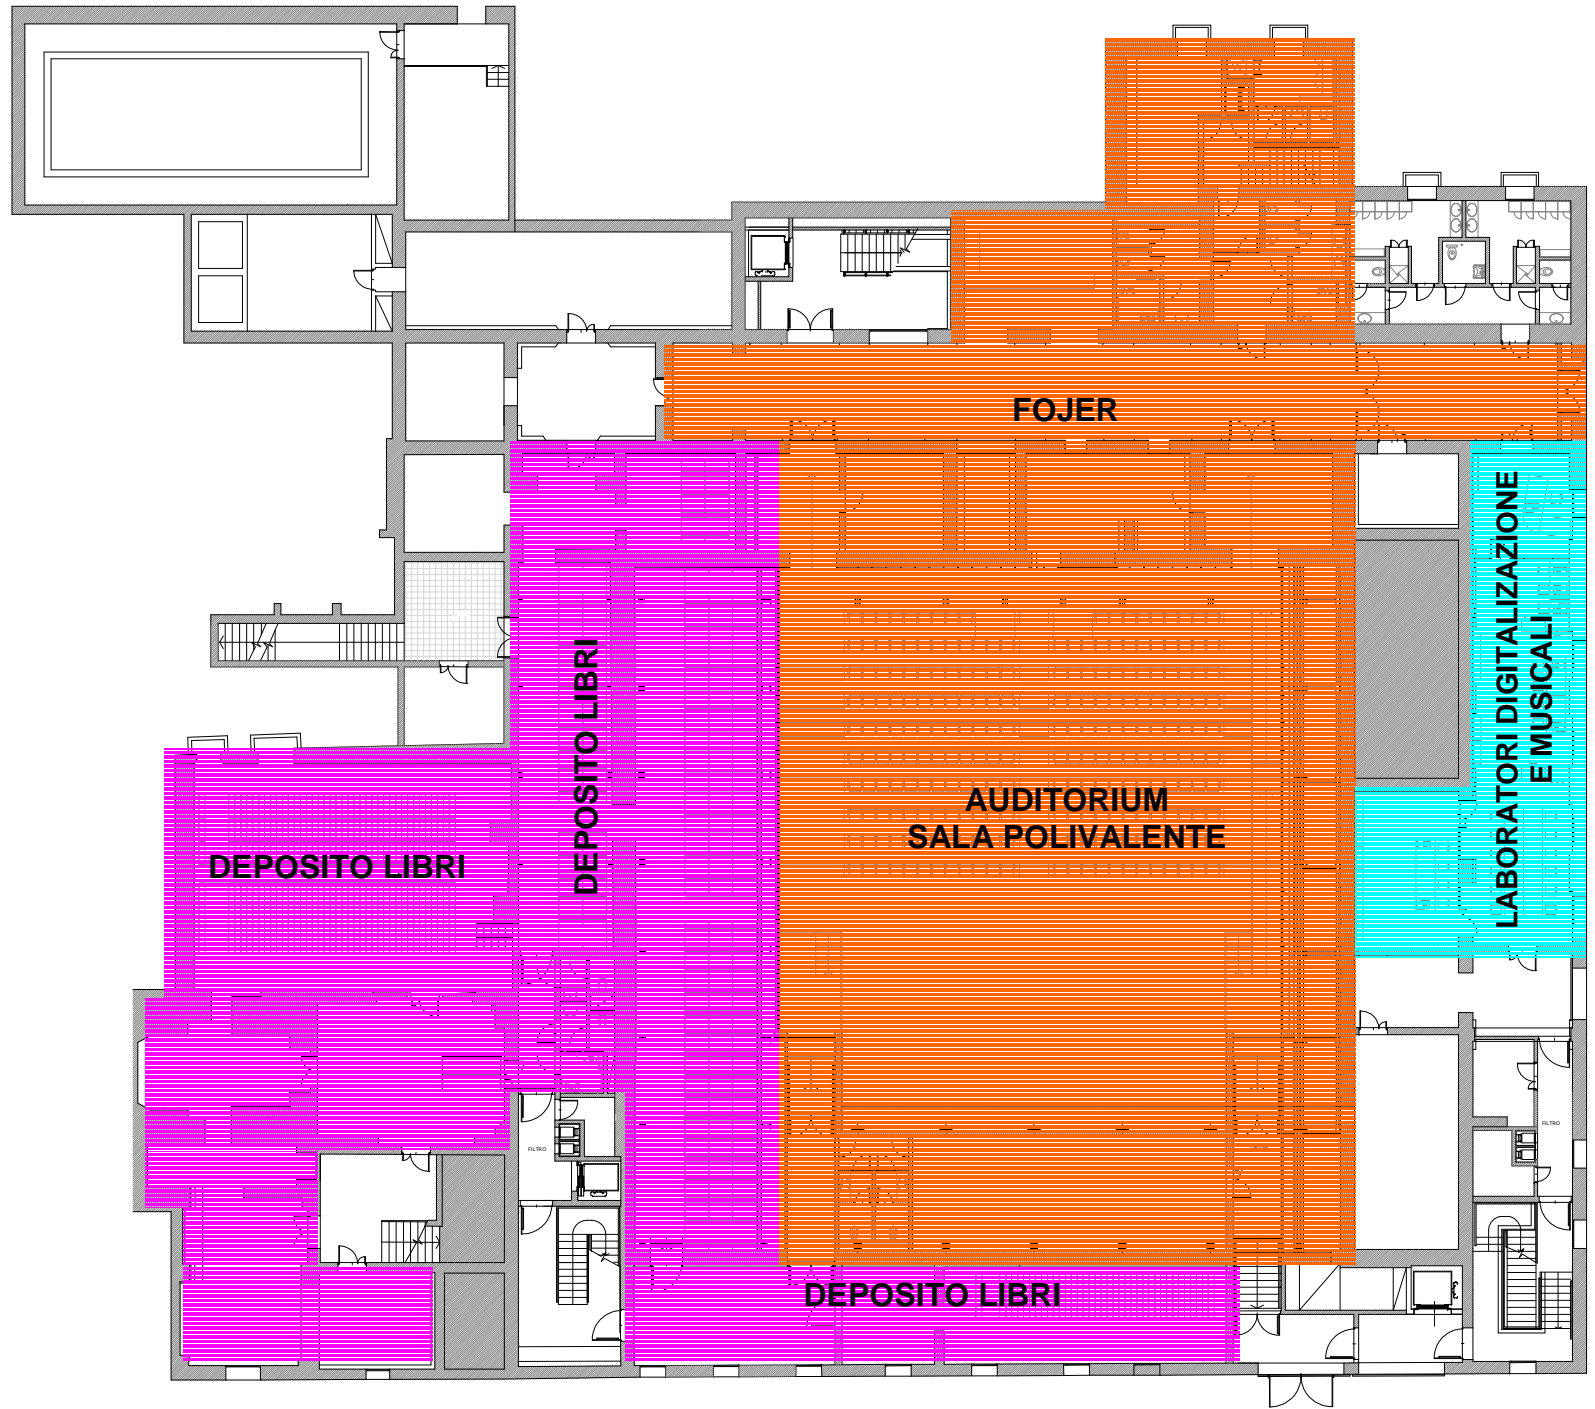 FOJER
LABORATORI DIGITALIZAZIONE
E MUSICALI
DEPOSITO LIBRI
AUDITORIUM
SALA POLIVALENTE
DEPOSITO LIBRI
FILTRO
FILTRO
DEPOSITO LIBRI